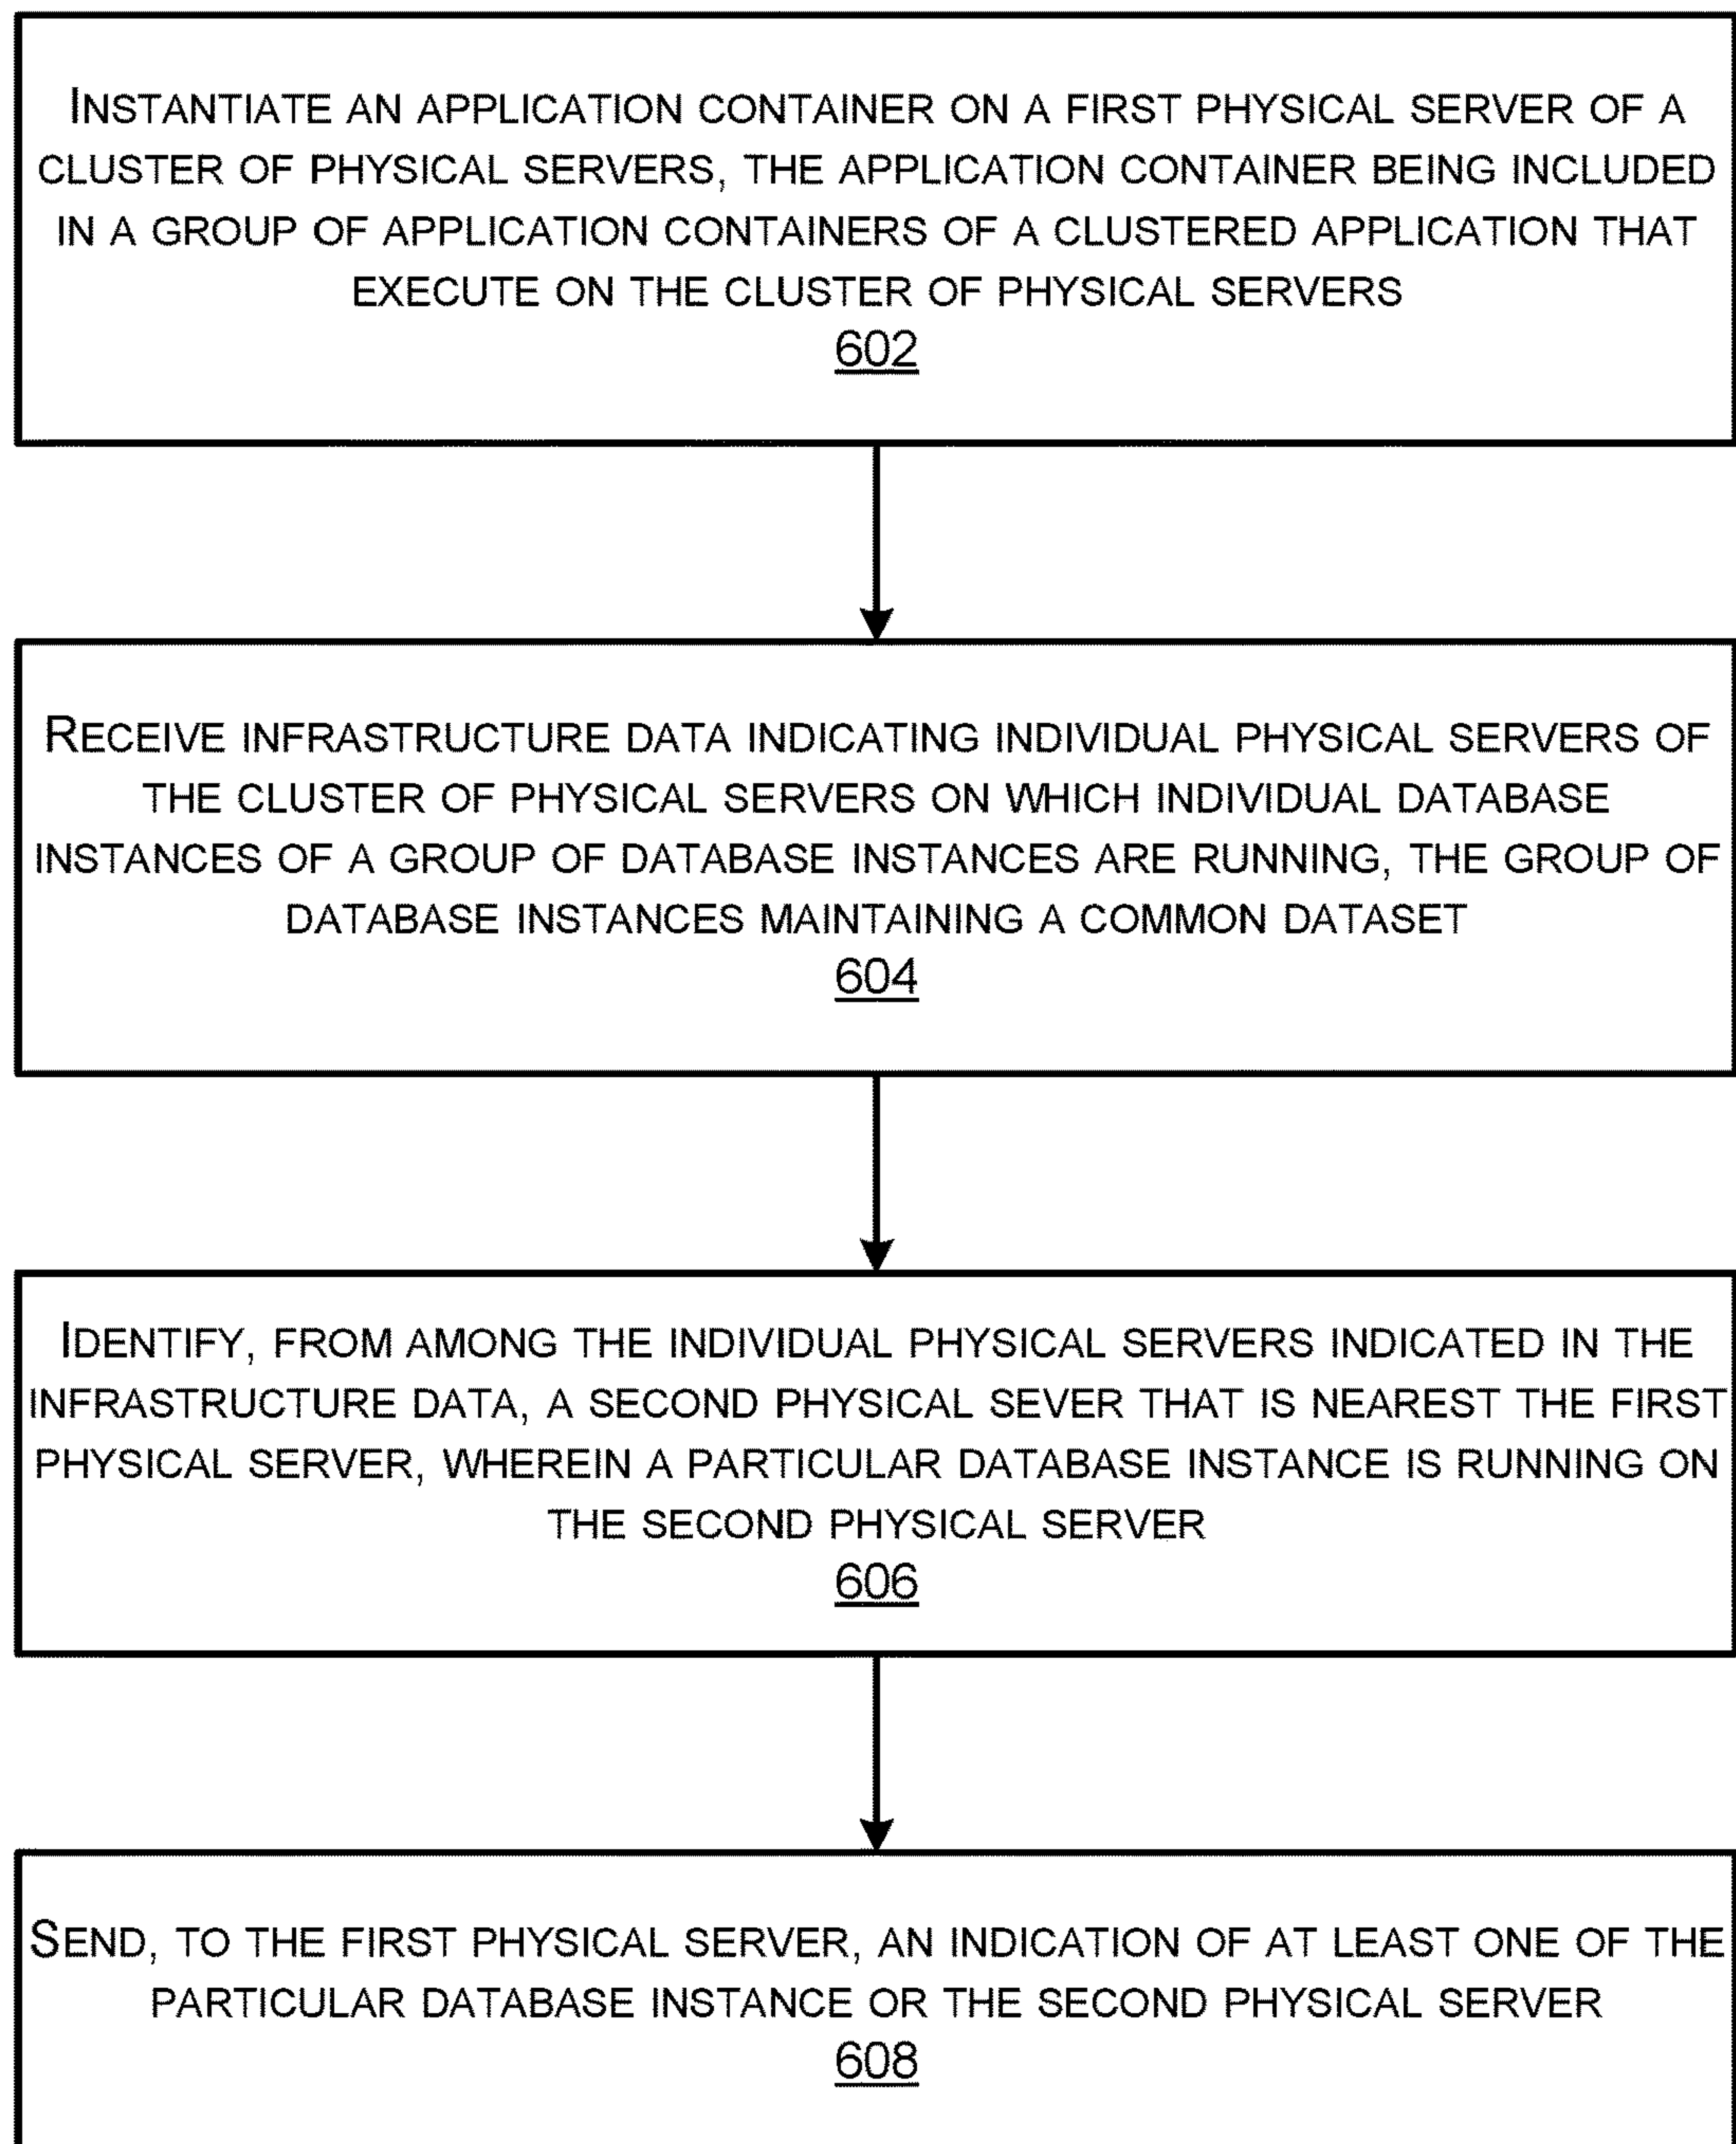 INSTANTIATE AN APPLICATION CONTAINER ON A FIRST PHYSICAL SERVER OF A
CLUSTER OF PHYSICAL SERVERS, THE APPLICATION CONTAINER BEING INCLUDED
IN A GROUP OF APPLICATION CONTAINERS OF A CLUSTERED APPLICATION THAT
EXECUTE ON THE CLUSTER OF PHYSICAL SERVERS
602
RECEIVE INFRASTRUCTURE DATA INDICATING INDIVIDUAL PHYSICAL SERVERS OF
THE CLUSTER OF PHYSICAL SERVERS ON WHICH INDIVIDUAL DATABASE
INSTANCES OF A GROUP OF DATABASE INSTANCES ARE RUNNING, THE GROUP OF
DATABASE INSTANCES MAINTAINING A COMMON DATASET
604
IDENTIFY, FROM AMONG THE INDIVIDUAL PHYSICAL SERVERS INDICATED IN THE
INFRASTRUCTURE DATA, A SECOND PHYSICAL SEVER THAT IS NEAREST THE FIRST
PHYSICAL SERVER, WHEREIN A PARTICULAR DATABASE INSTANCE IS RUNNING ON
THE SECOND PHYSICAL SERVER
606
SEND, TO THE FIRST PHYSICAL SERVER, AN INDICATION OF AT LEAST ONE OF THE
PARTICULAR DATABASE INSTANCE OR THE SECOND PHYSICAL SERVER
608